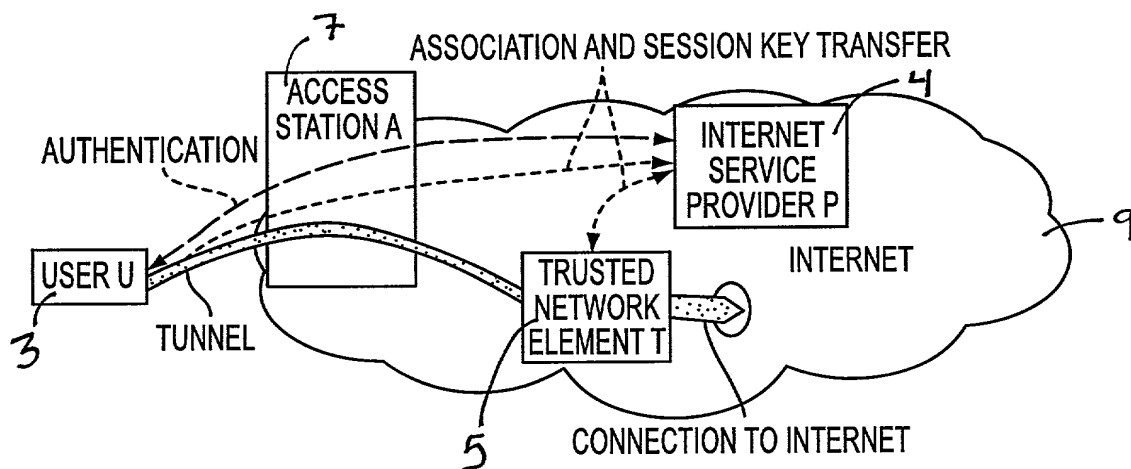 7
ASSOCIATION AND SESSION KEY TRANSFER
4
ACCESS
STATION A
INTERNET
SERVICE
PROVIDER P
AUTHENTICATION
9
USER U
INTERNET
TRUSTED
NETWORK
ELEMENT T
3
TUNNEL
5
CONNECTION TO INTERNET